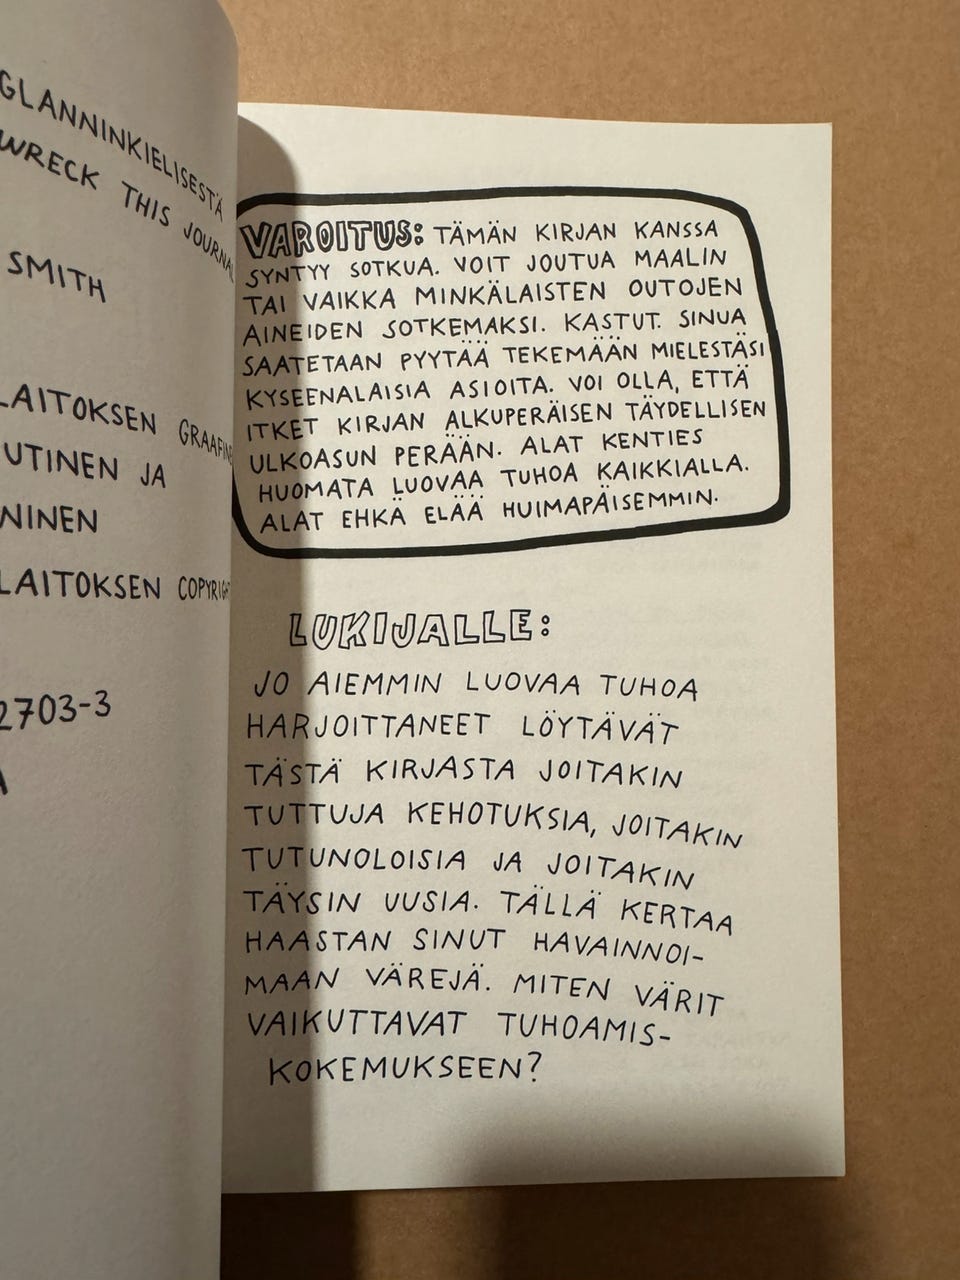 GLANNINKIELISESTÄ
WRECK THIS
SMITH
LAITOKSEN
UTINEN JA
NINEN
LAITOKSEN
2703-3
VAROITUS: TÄMÄN KIRJAN KANSSA
SYNTYY SOTKUA. VOIT JOUTUA MAALIN
TAI VAIKKA MINKÄLAISTEN OUTOJEN
AINEIDEN SOTKEMAKSI. KASTUT. SINUA
SAATETAAN PYYTÄÄ TEKEMÄÄN MIELESTÄSI
KYSEENALAISIA ASIOITA. VOI OLLA, ETTÄ
ITKET KIRJAN ALKUPERÄISEN TÄYDELLISEN
ULKOASUN PERÄÄN. ALAT KENTIES
HUOMATA LUOVAA TUHOA KAIKKIALLA.
ALAT EHKÄ ELÄÄ HUIMAPÄISEMMIN.
LUKIJALLE:
JO AIEMMIN LUOVAA TUHOA
HARJOITTANEET LÖYTÄVÄT
TÄSTÄ KIRJASTA JOITAKIN
TUTTUJA KEHOTUKSIA, JOITAKIN
TUTUNOLOISIA JA JOITAKIN
TÄYSIN UUSIA. TÄLLÄ KERTAA
HAASTAN SINUT HAVAINNOI-
MAAN VÄREJÄ. MITEN VÄRIT
VAIKUTTAVAT TUHOAMIS-
KOKEMUKSEEN?